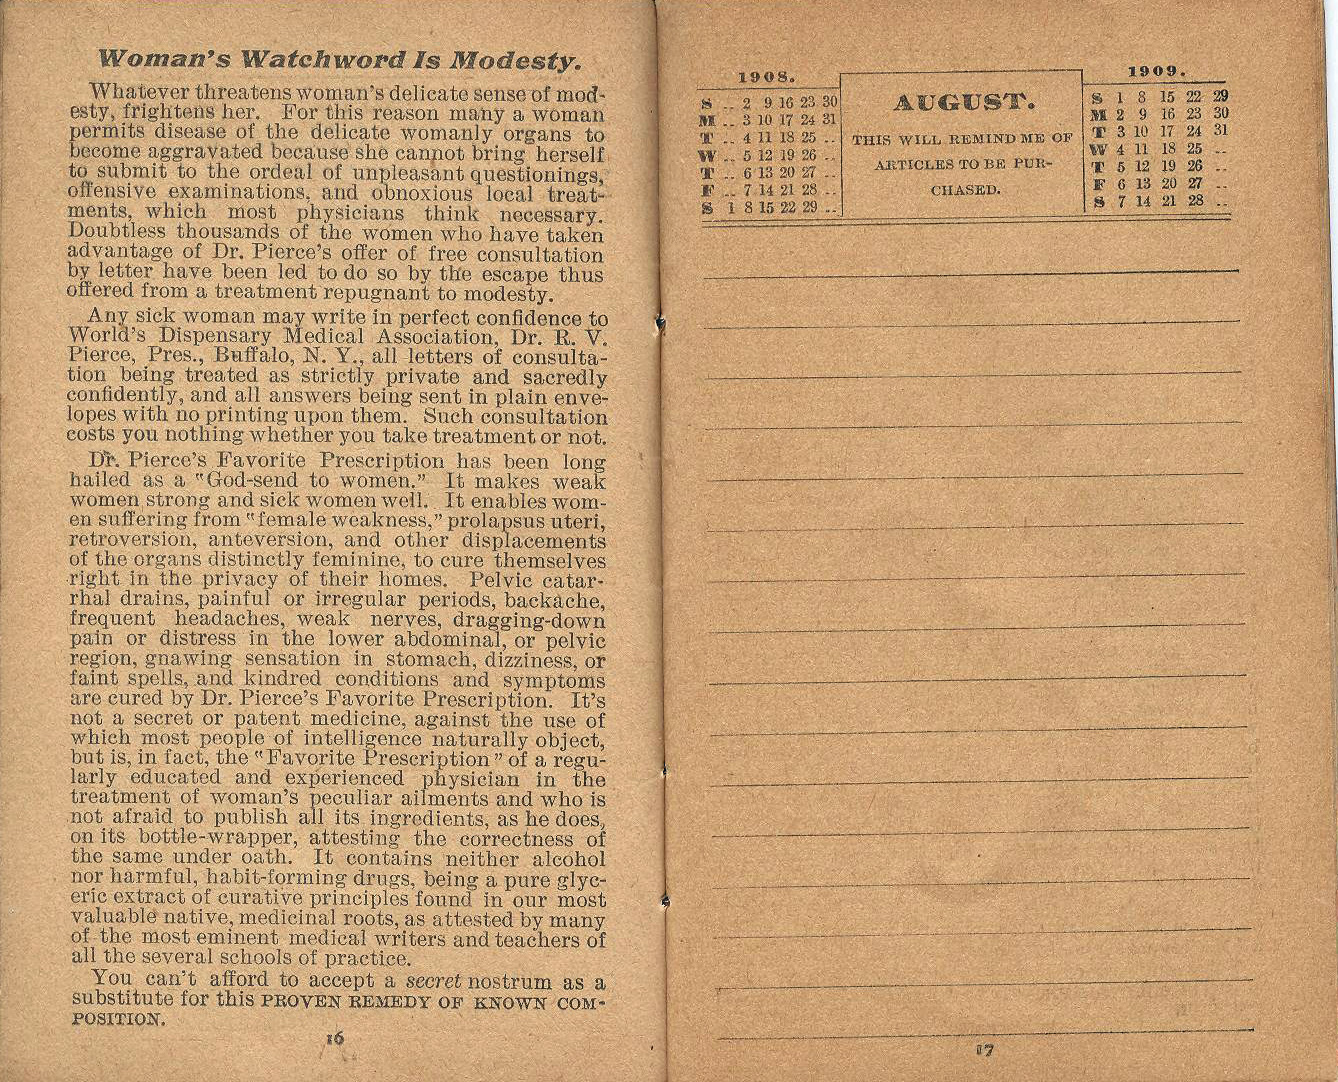 Woman's Watchword Is Modesty.
Whatever threatens woman's delicate sense of mod-
esty, frightens her. For this reason many a woman
permits disease of the delicate womanly organs to
become aggravated because she cannot bring herself
to submit to the ordeal of unpleasant questionings,
offensive examinations, and obnoxious local treat-
ments, which most physicians think necessary.
Doubtless thousands of the women who have taken
advantage of Dr. Pierce's offer of free consultation
by letter have been led to do so by the escape thus
offered from a treatment repugnant to modesty.
Any sick woman may write in perfect confidence to
World's Dispensary Medical Association, Dr. R. V.
Pierce, Pres., Buffalo, N. Y., all letters of consulta-
tion being treated as strictly private and sacredly
confidently, and all answers being sent in plain enve-
lopes with no printing upon them. Such consultation
costs you nothing whether you take treatment or not.
Dr. Pierce's Favorite Prescription has been long
hailed as a "God-send to women." It makes weak
women strong and sick women well. It enables wom-
en suffering from "female weakness," prolapsus uteri,
retroversion, anteversion, and other displacements
of the organs distinctly feminine, to cure themselves
right in the privacy of their homes. Pelvic catar-
rhal drains, painful or irregular periods, backache,
frequent headaches, weak nerves, dragging-down
pain or distress in the lower abdominal, or pelvic
region, gnawing sensation in stomach, dizziness, or
faint spells, and kindred conditions and symptoms
are cured by Dr. Pierce's Favorite Prescription. It's
not a secret or patent medicine, against the use of
which most people of intelligence naturally object,
but is, in fact, the "Favorite Prescription" of a regu-
larly educated and experienced physician in the
treatment of woman's peculiar ailments and who is
not afraid to publish all its ingredients, as he does,
on its bottle-wrapper, attesting the correctness of
the same under oath. It contains neither alcohol
nor harmful, habit-forming drugs, being a pure glyc-
eric extract of curative principles found in our most
valuable native, medicinal roots, as attested by many
of the most eminent medical writers and teachers of
all the several schools of practice.
You can't afford to accept a secret nostrum as a
substitute for this PROVEN REMEDY OF KNOWN COM-
POSITION.
16
1908.
S .. 2 9 16 23 30
M .. 3 10 17 24 31
T .. 4 11 18 25 ..
W .. 5 12 19 26 ..
T .. 6 13 20 27 ..
F .. 7 14 21 28 ..
S 1 8 15 22 29 ..
AUGUST.
THIS WILL REMIND ME OF
ARTICLES TO BE PUR-
CHASED.
1909.
S 1 8 15 22 29
M 2 9 16 23 30
T 3 10 17 24 31
W 4 11 18 25 ..
T 5 12 19 26 ..
F 6 13 20 27 ..
S 7 14 21 28 ..
17